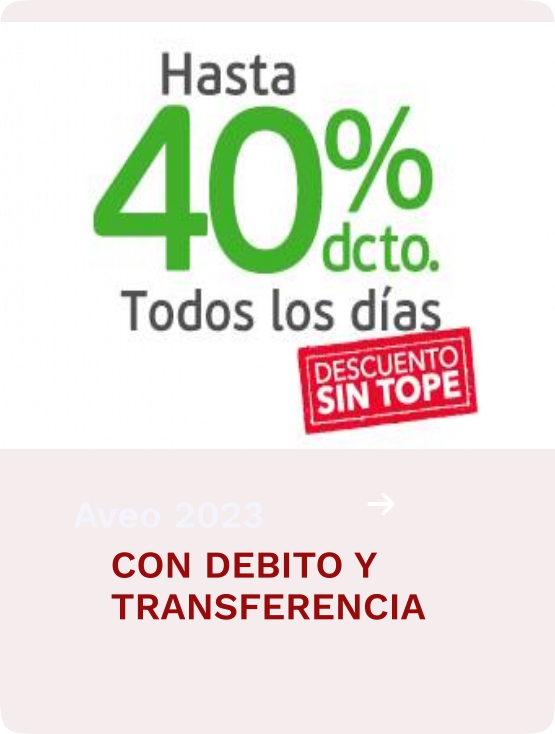 Hasta
40%
dcto.
Todos los días
DESCUENTO
SIN TOPE
Aveo 2023
CON DEBITO Y
TRANSFERENCIA